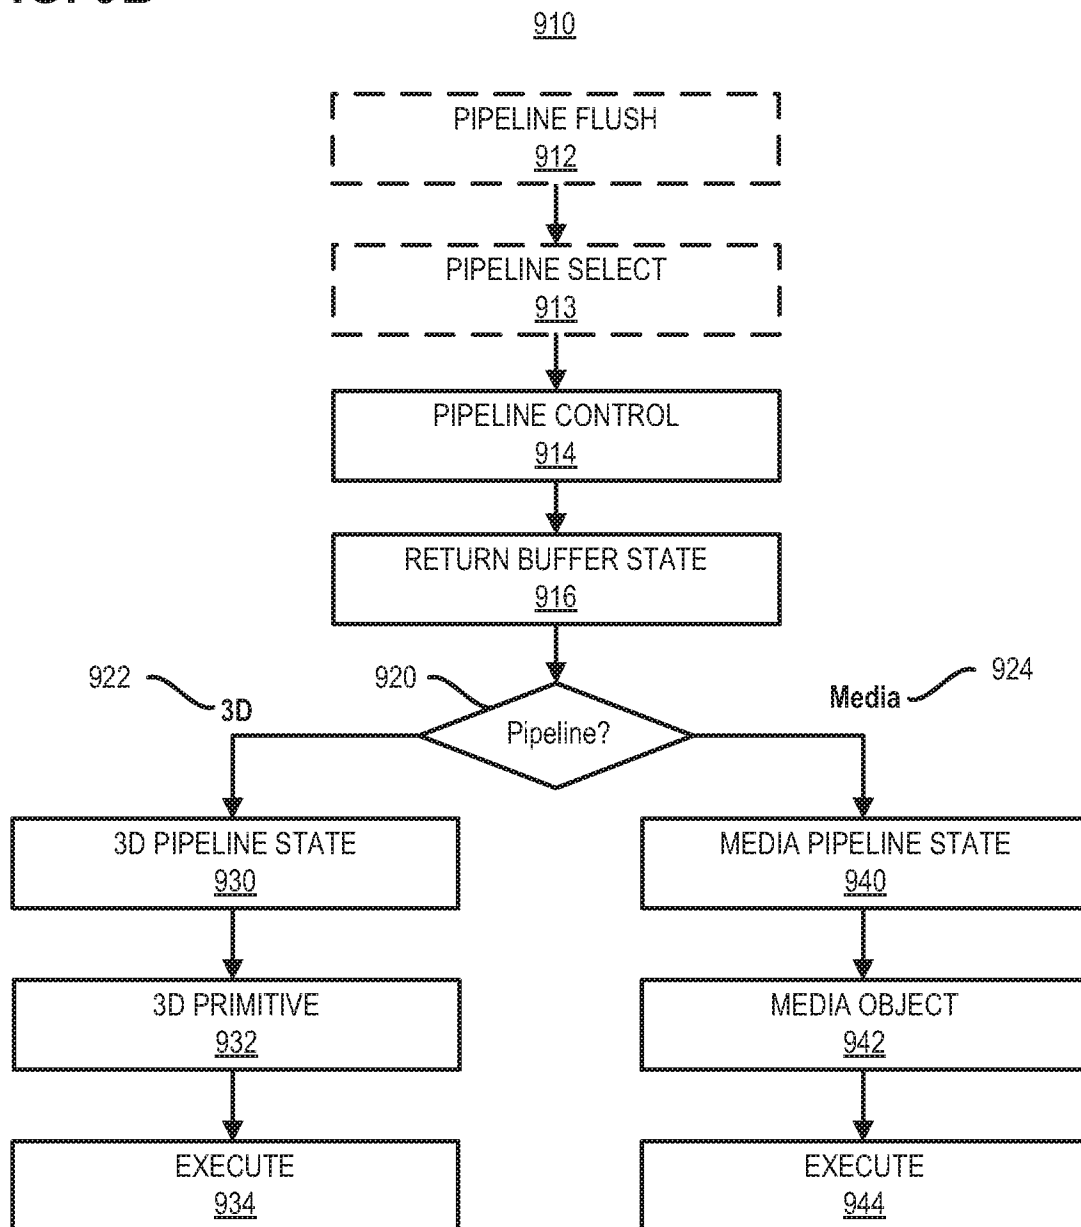 910
PIPELINE FLUSH
912
PIPELINE SELECT
913
PIPELINE CONTROL
914
RETURN BUFFER STATE
916
922
920
924
3D
Media
Pipeline?
3D PIPELINE STATE
930
MEDIA PIPELINE STATE
940
3D PRIMITIVE
932
MEDIA OBJECT
942
EXECUTE
934
EXECUTE
944